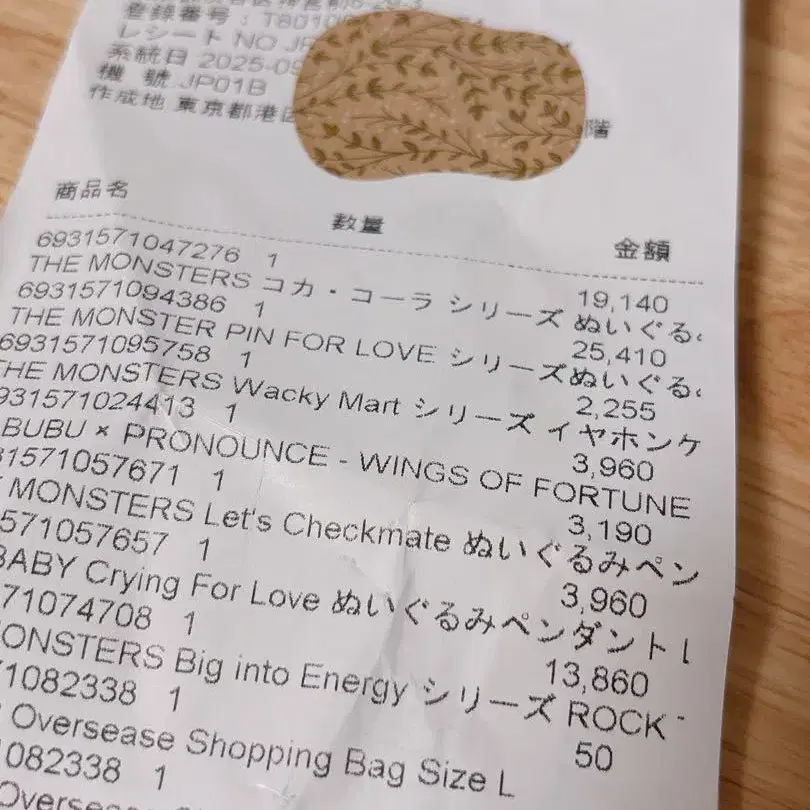 登録番号：T8010
レシート NO JP
系統日 2025-09
機 號 JP01B
作成地 東京都港区
階
商品名 数量 金額
6931571047276 1 19,140
THE MONSTERS コカ・コーラ シリーズ ぬいぐる
6931571094386 1 25,410
THE MONSTER PIN FOR LOVE シリーズぬいぐる
6931571095758 1 2,255
THE MONSTERS Wacky Mart シリーズ イヤホンケ
6931571024413 1 3,960
BUBU × PRONOUNCE - WINGS OF FORTUNE
31571057671 1 3,190
MONSTERS Let's Checkmate ぬいぐるみペン
571057657 1 3,960
BABY Crying For Love ぬいぐるみペンダント
71074708 1 13,860
MONSTERS Big into Energy シリーズ ROCK
71082338 1 50
Oversease Shopping Bag Size L
1082338 1
Oversease